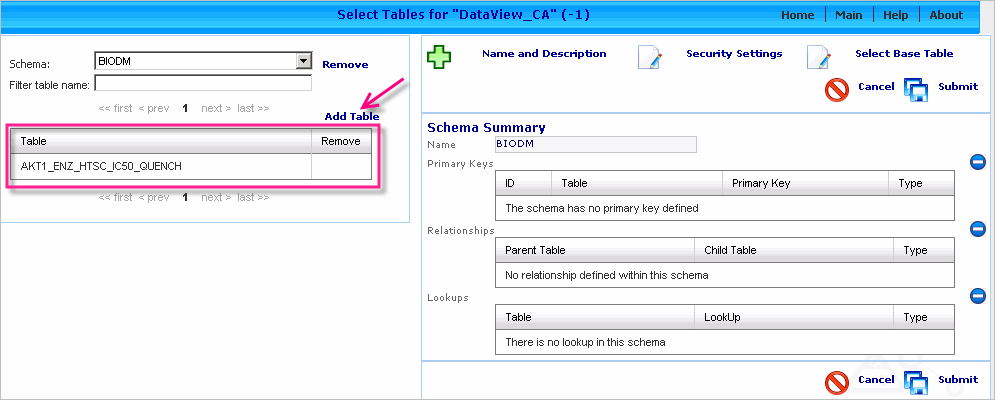 Select Tables for "DataView_CA" (-1)
Home Main Help About
Schema: BIODM Remove
Filter table name:
<< first < prev 1 next > last >>
Add Table
Table Remove
AKT1_ENZ_HTSC_IC50_QUENCH
<< first < prev 1 next > last >>
Name and Description Security Settings Select Base Table
Cancel Submit
Schema Summary
Name BIODM
Primary Keys
ID Table Primary Key Type
The schema has no primary key defined
Relationships
Parent Table Child Table Type
No relationship defined within this schema
Lookups
Table LookUp Type
There is no lookup in this schema
Cancel Submit